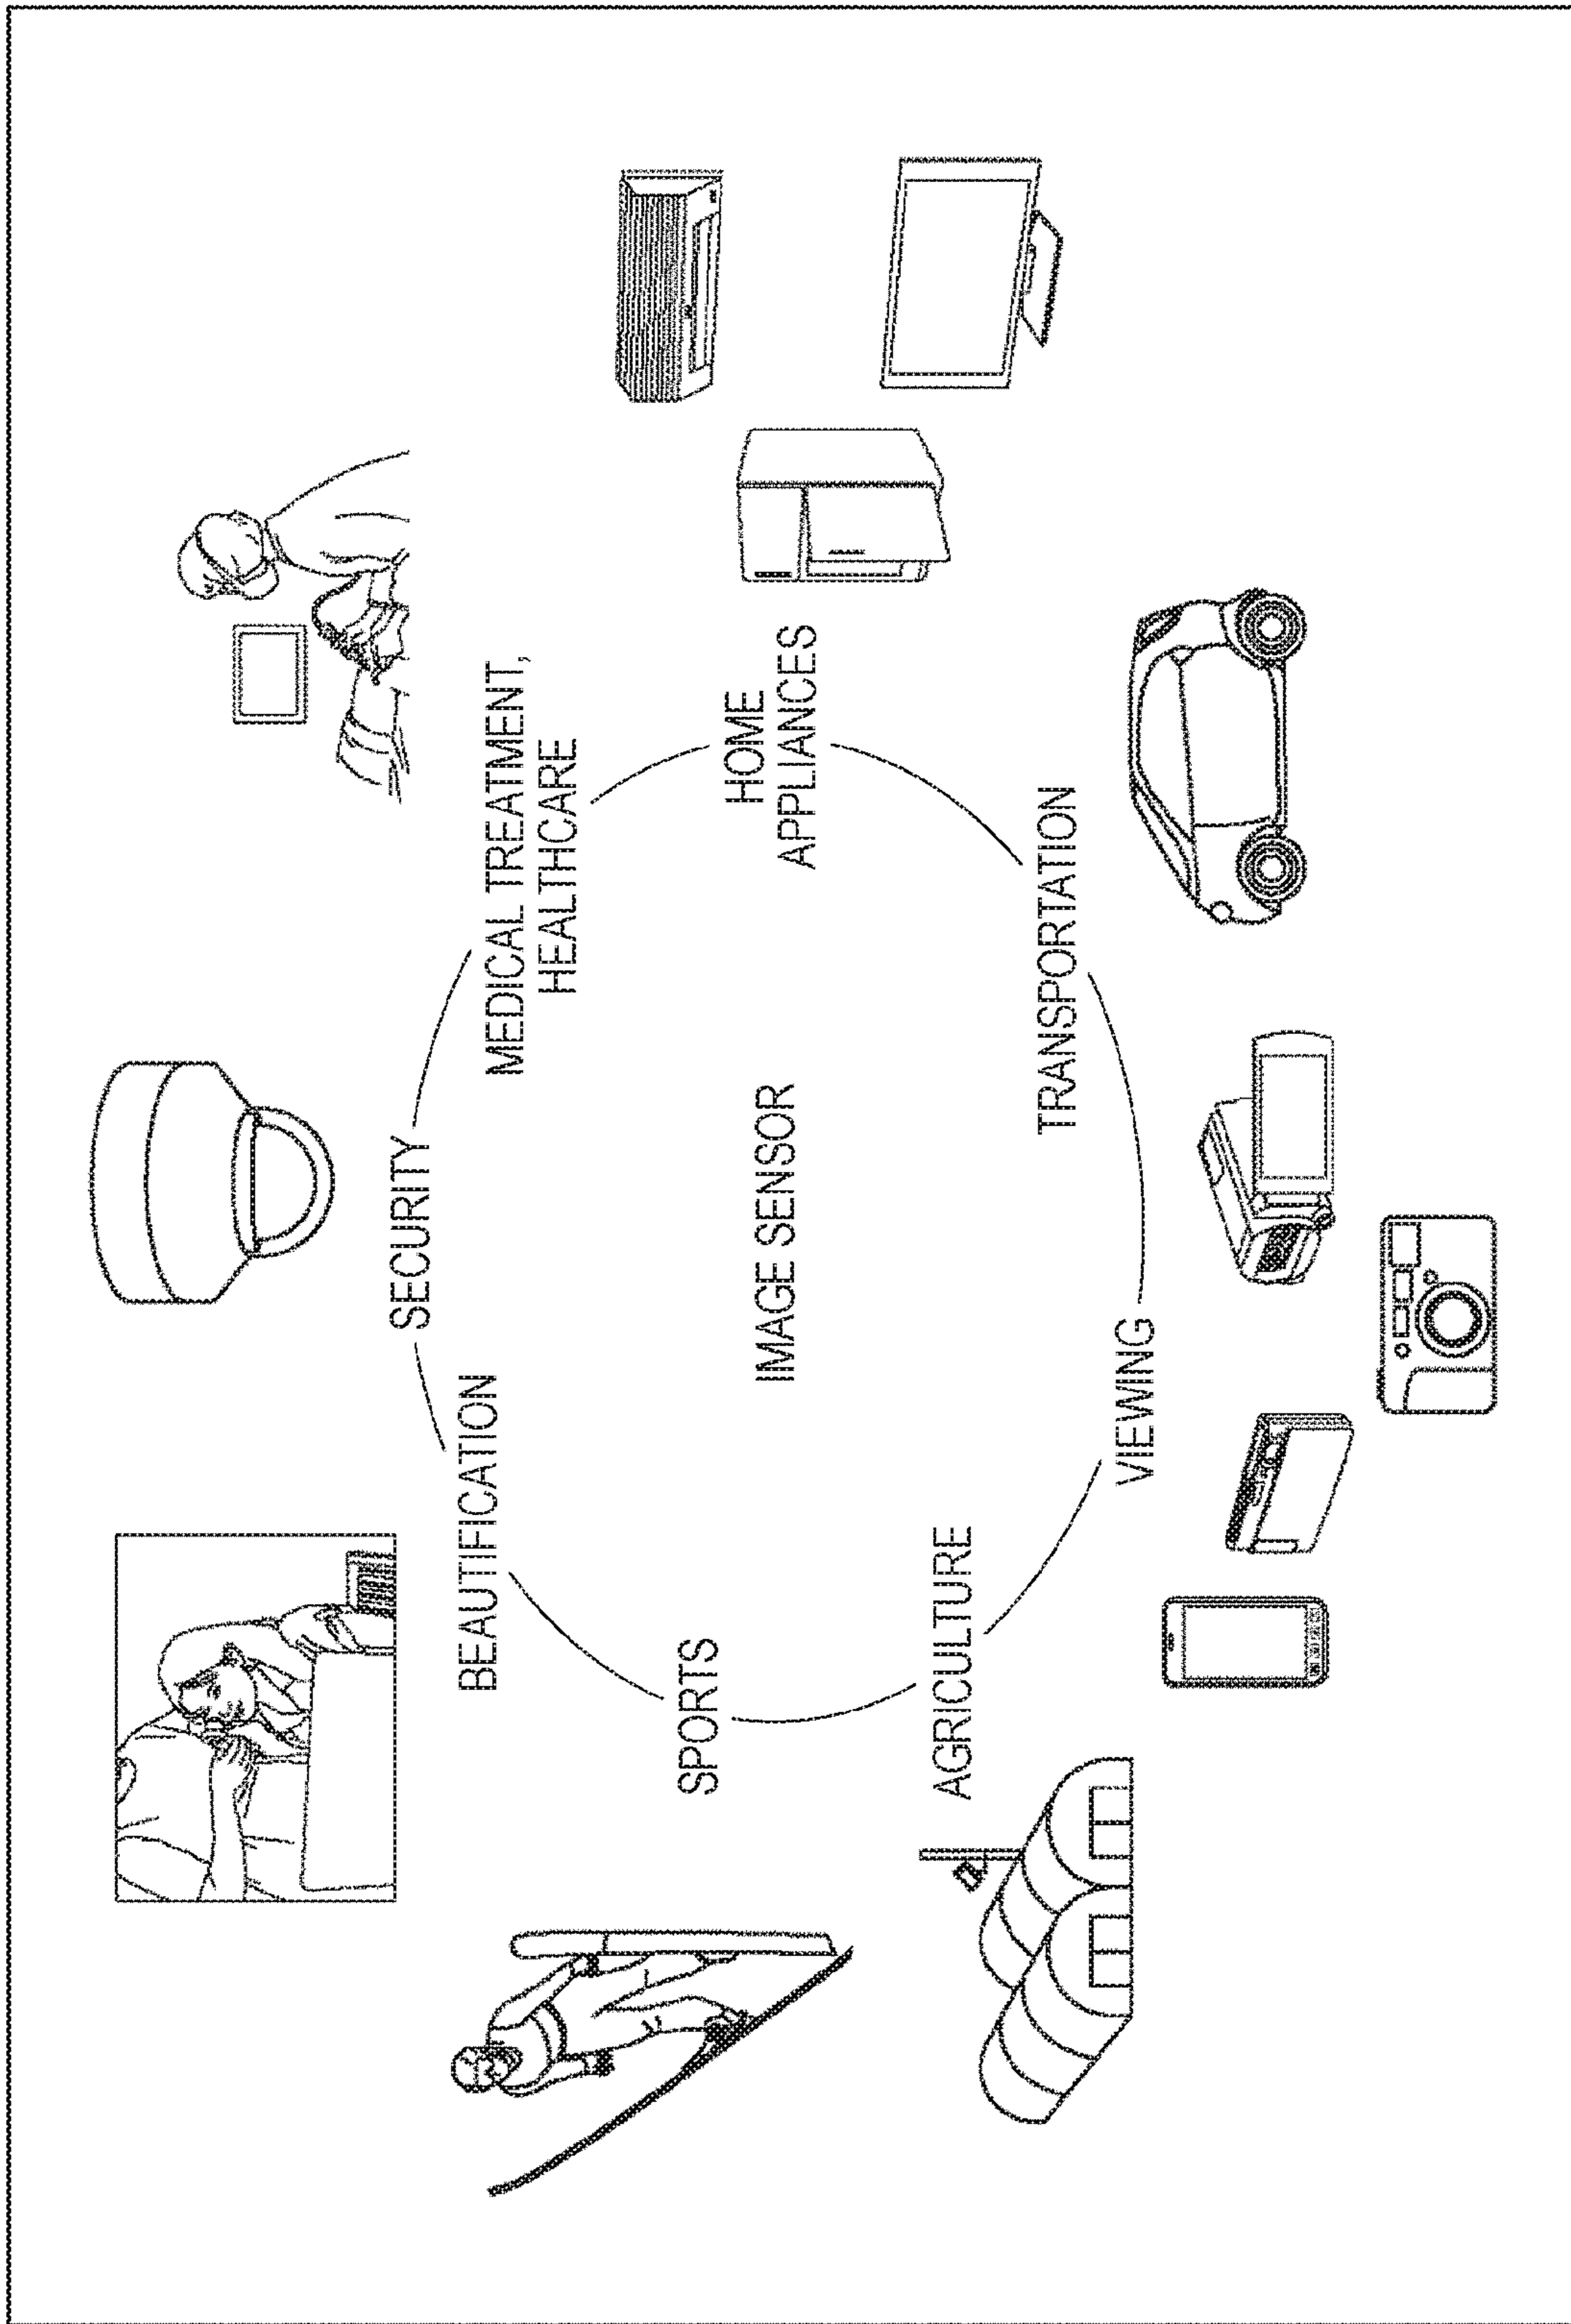 SECURITY
BEAUTIFICATION
MEDICAL TREATMENT,
HEALTHCARE
SPORTS
IMAGE SENSOR
HOME
APPLIANCES
AGRICULTURE
TRANSPORTATION
VIEWING